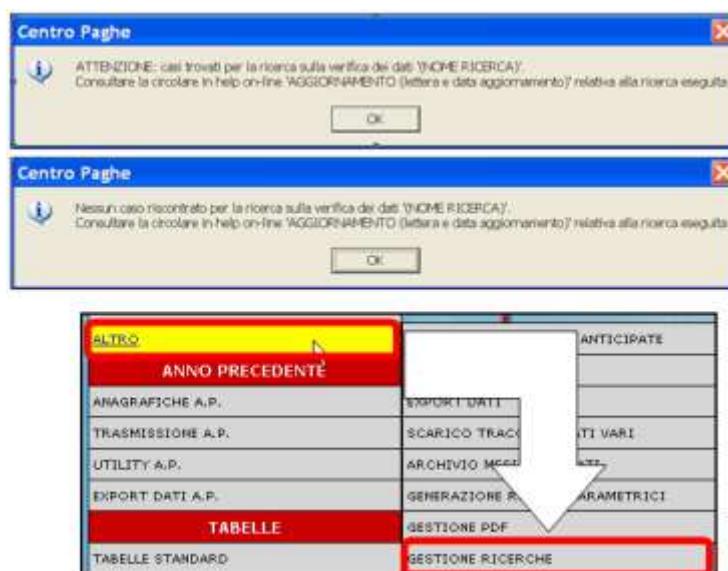 Centro Paghe
ATTENZIONE: casi trovati per la ricerca sulla verifica dei dati '(NOME RICERCA)'.
Consultare la circolare in help on-line 'AGGIORNAMENTO (lettera e data aggiornamento)' relativa alla ricerca eseguita
OK
Centro Paghe
Nessun caso riscontrato per la ricerca sulla verifica dei dati '(NOME RICERCA)'.
Consultare la circolare in help on-line 'AGGIORNAMENTO (lettera e data aggiornamento)' relativa alla ricerca eseguita
OK
ALTRO ANTICIPATE
ANNO PRECEDENTE
ANAGRAFICHE A.P. EXPORT DATI
TRASMISSIONE A.P. SCARICO TRACC TI VARI
UTILITY A.P. ARCHIVIO
EXPORT DATI A.P. GENERAZIONE R ARAMETRICI
TABELLE GESTIONE PDF
TABELLE STANDARD GESTIONE RICERCHE